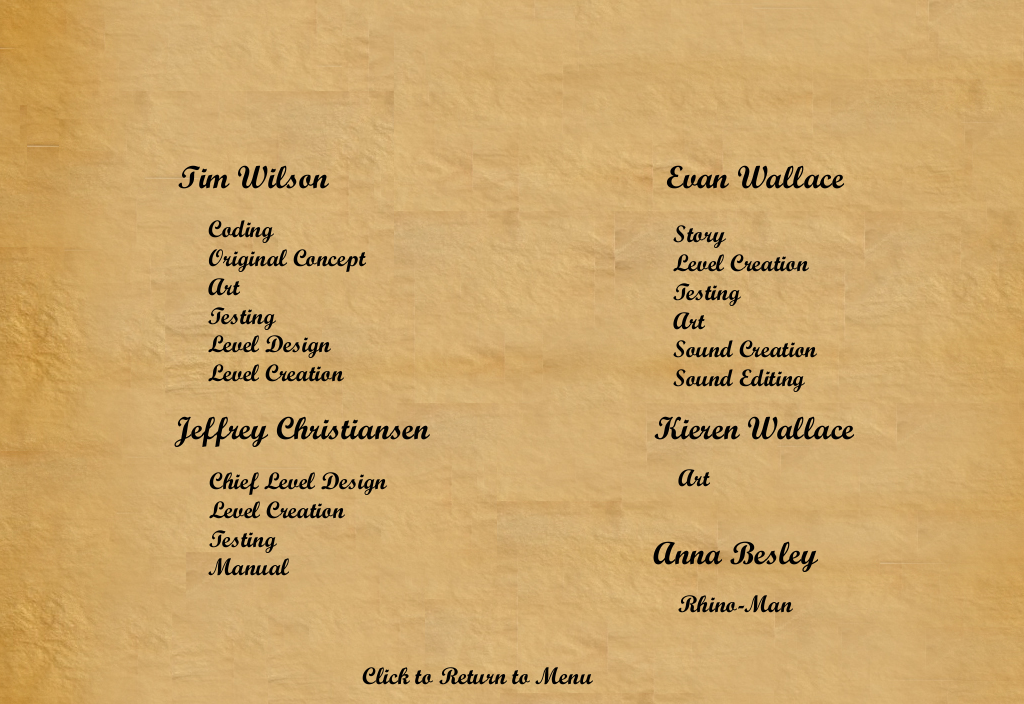 Tim Wilson
Coding
Original Concept
Art
Testing
Level Design
Level Creation
Jeffrey Christiansen
Chief Level Design
Level Creation
Testing
Manual
Evan Wallace
Story
Level Creation
Testing
Art
Sound Creation
Sound Editing
Kieren Wallace
Art
Anna Besley
Rhino-Man
Click to Return to Menu